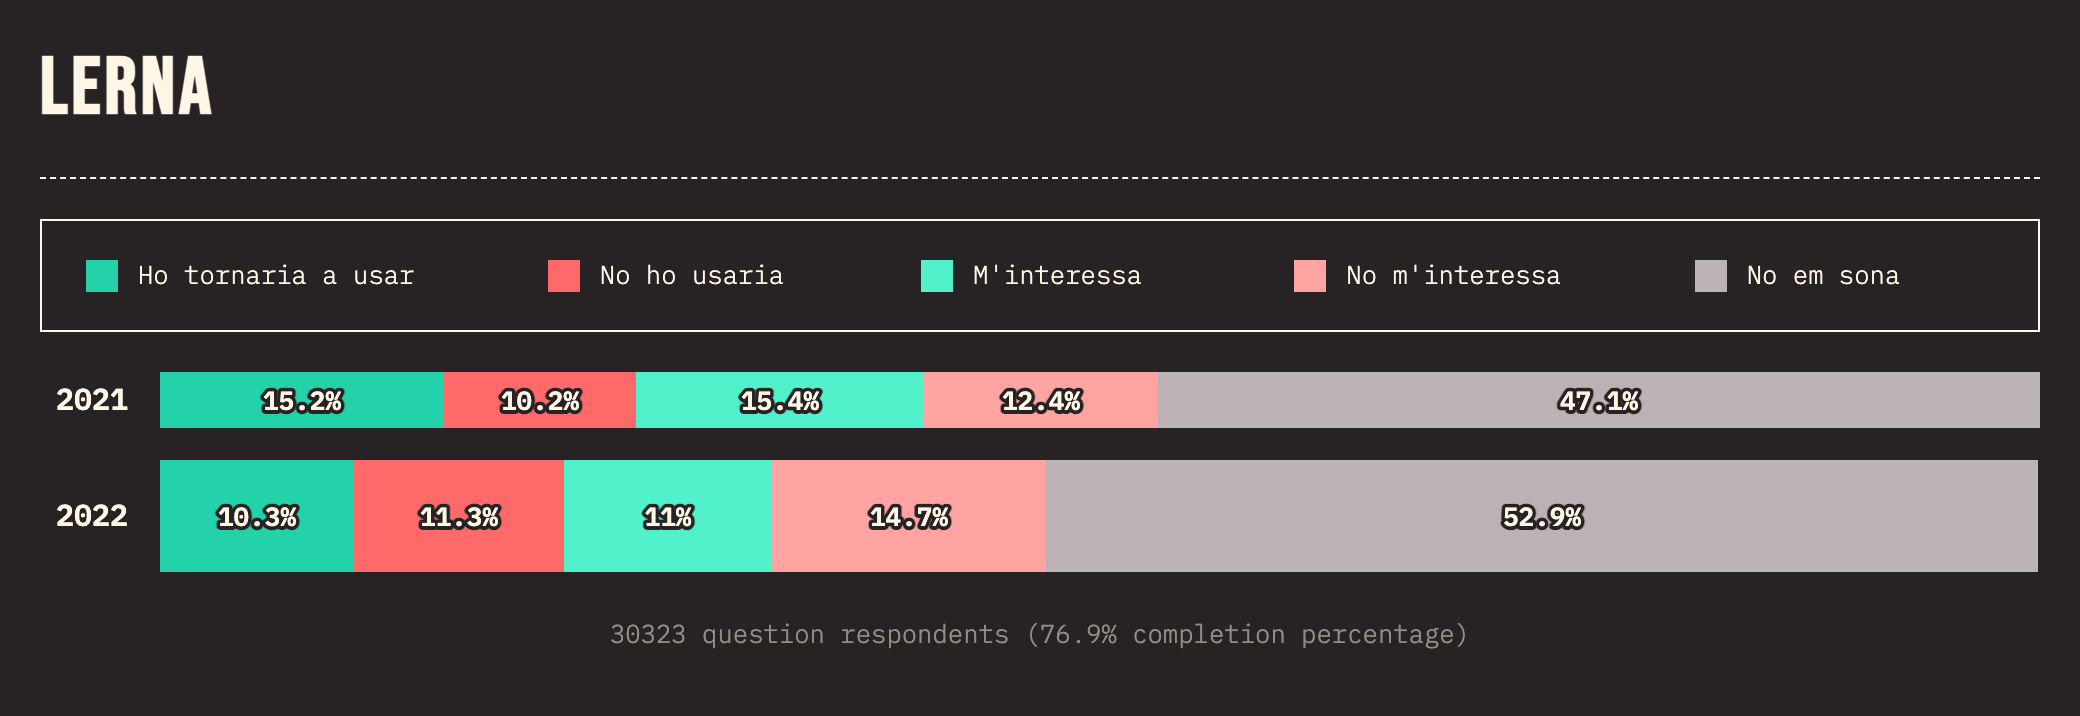 LERNA
Ho tornaria a usar No ho usaria M'interessa No m'interessa No em sona
2021 15.2% 10.2% 15.4% 12.4% 47.1%
2022 10.3% 11.3% 11% 14.7% 52.9%
30323 question respondents (76.9% completion percentage)